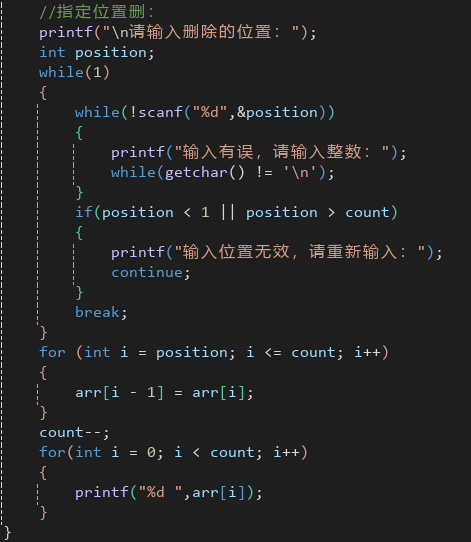 //指定位置删：
printf("\n请输入删除的位置：");
int position;
while(1)
{
while(!scanf("%d",&position))
{
printf("输入有误，请输入整数：");
while(getchar() != '\n');
}
if(position < 1 || position > count)
{
printf("输入位置无效，请重新输入：");
continue;
}
break;
}
for (int i = position; i <= count; i++)
{
arr[i - 1] = arr[i];
}
count--;
for(int i = 0; i < count; i++)
{
printf("%d ",arr[i]);
}
}